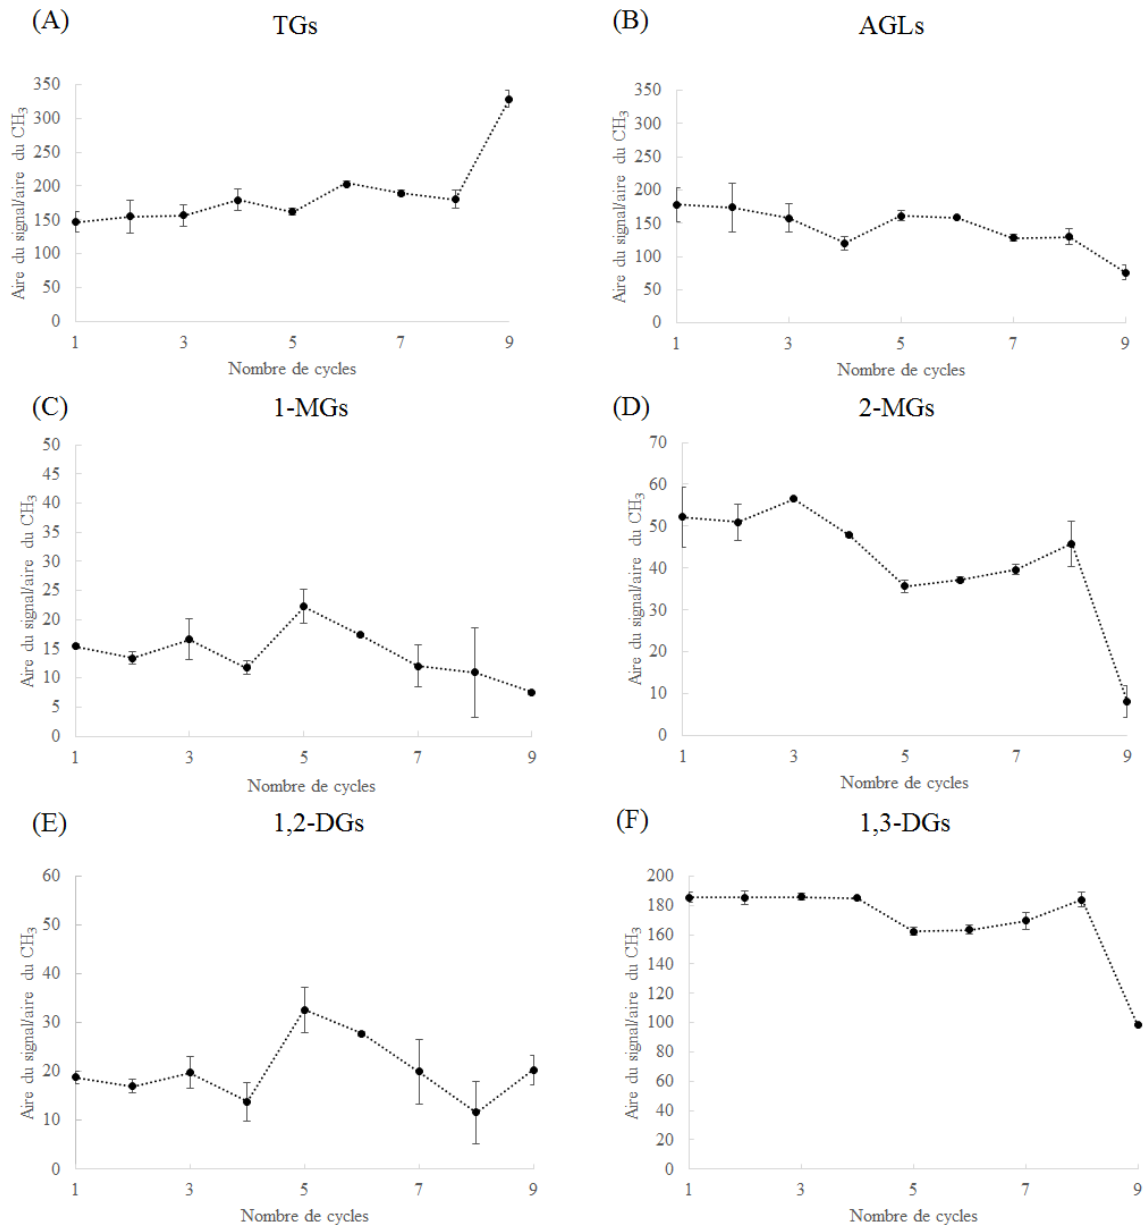 (A) TGs
350
300
250
200
150
100
50
0
Aire du signal/aire du CH₃
1 3 5 7 9
Nombre de cycles
(B) AGLs
350
300
250
200
150
100
50
0
Aire du signal/aire du CH₃
1 3 5 7 9
Nombre de cycles
(C) 1-MGs
50
45
40
35
30
25
20
15
10
5
0
Aire du signal/aire du CH₃
1 3 5 7 9
Nombre de cycles
(D) 2-MGs
70
60
50
40
30
20
10
0
Aire du signal/aire du CH₃
1 3 5 7 9
Nombre de cycles
(E) 1,2-DGs
60
50
40
30
20
10
0
Aire du signal/aire du CH₃
1 3 5 7 9
Nombre de cycles
(F) 1,3-DGs
200
180
160
140
120
100
80
60
40
20
0
Aire du signal/aire du CH₃
1 3 5 7 9
Nombre de cycles